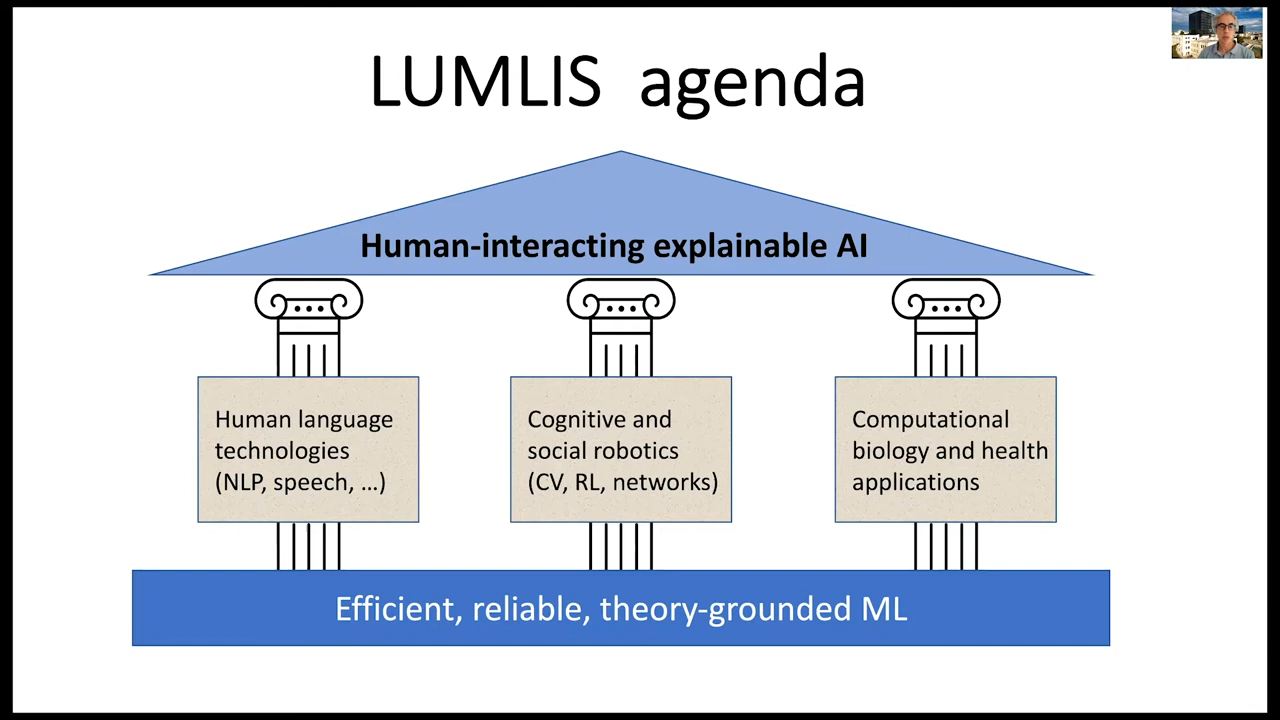 LUMLIS agenda
Human-interacting explainable AI
Human language
technologies
(NLP, speech, …)
Cognitive and
social robotics
(CV, RL, networks)
Computational
biology and health
applications
Efficient, reliable, theory-grounded ML